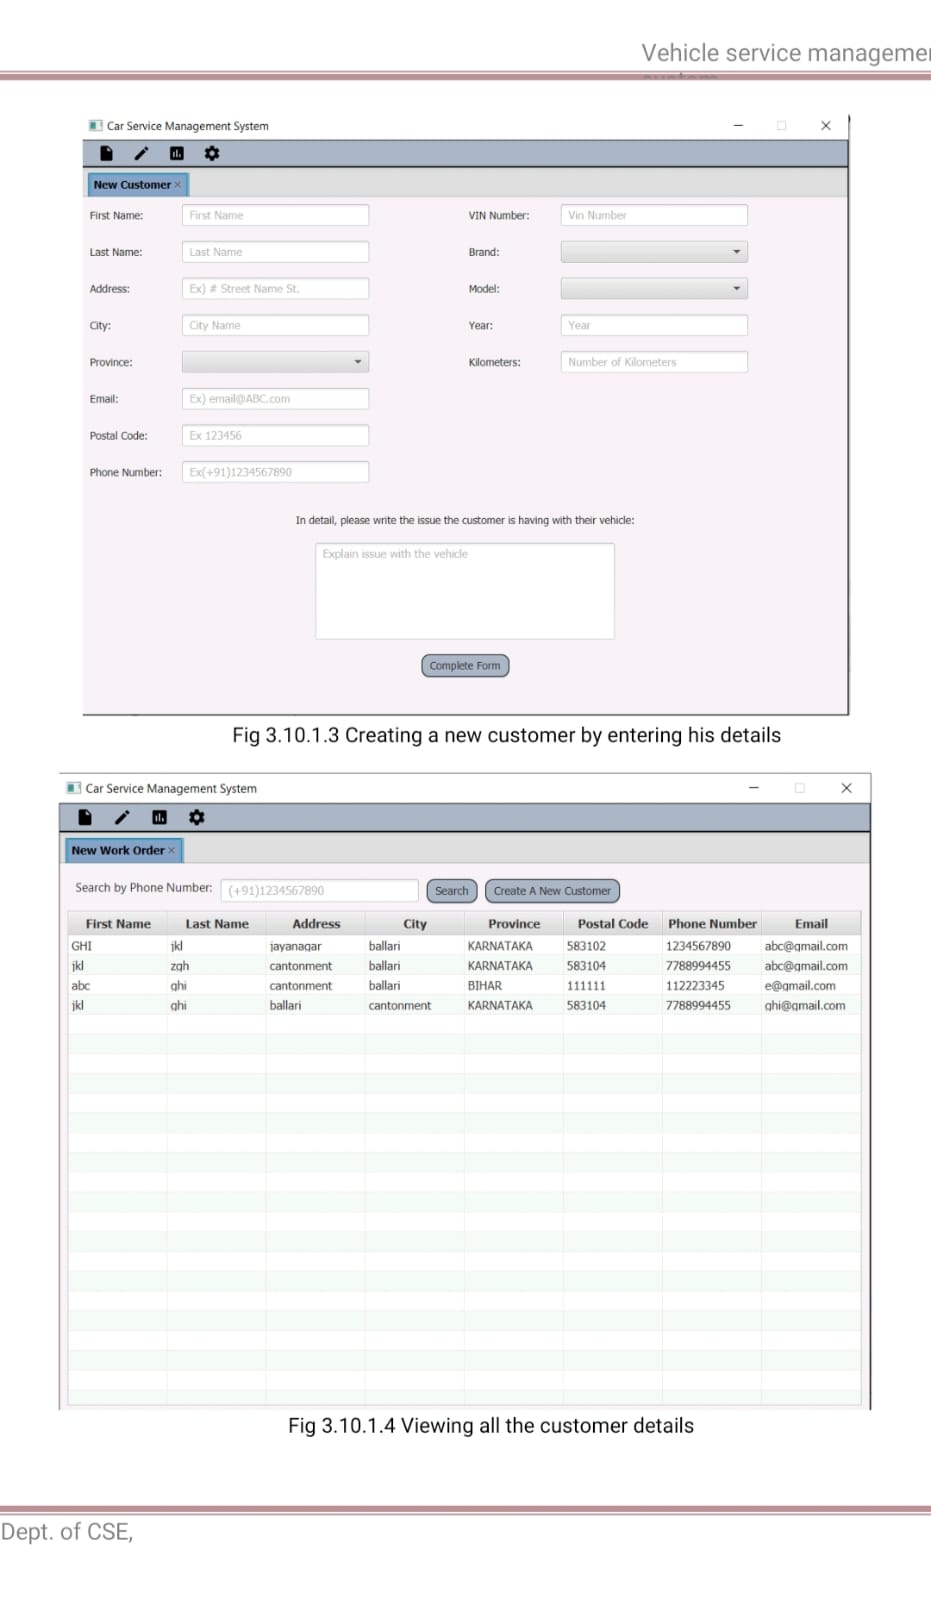 Vehicle service managemen
Car Service Management System
New Customer ×
First Name: First Name VIN Number: Vin Number
Last Name: Last Name Brand:
Address: Ex) # Street Name St. Model:
City: City Name Year: Year
Province: Kilometers: Number of Kilometers
Email: Ex) email@ABC.com
Postal Code: Ex 123456
Phone Number: Ex(+91)1234567890
In detail, please write the issue the customer is having with their vehicle:
Explain issue with the vehicle
Complete Form
Fig 3.10.1.3 Creating a new customer by entering his details
Car Service Management System
New Work Order ×
Search by Phone Number: (+91)1234567890 Search Create A New Customer
First Name Last Name Address City Province Postal Code Phone Number Email
GHI jkl jayanagar ballari KARNATAKA 583102 1234567890 abc@gmail.com
jkl zgh cantonment ballari KARNATAKA 583104 7788994455 abc@gmail.com
abc ghi cantonment ballari BIHAR 111111 112223345 e@gmail.com
jkl ghi ballari cantonment KARNATAKA 583104 7788994455 ghi@gmail.com
Fig 3.10.1.4 Viewing all the customer details
Dept. of CSE,